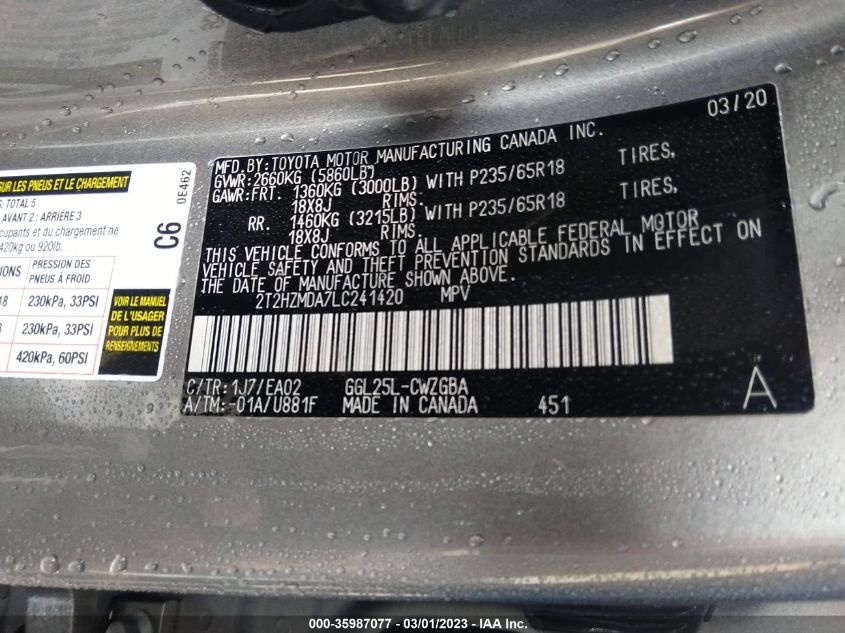 SUR LES PNEUS ET LE CHARGEMENT
TOTAL 5
AVANT 2 : ARRIÈRE 3
du chargement ne
420kg ou 920lb.
PRESSION DES
PNEUS À FROID
230kPa, 33PSI
230kPa, 33PSI
420kPa, 60PSI
VOIR LE MANUEL
DE L'USAGER
POUR PLUS DE
RENSEIGNEMENTS
C6
0E462
03/20
MFD.BY:TOYOTA MOTOR MANUFACTURING CANADA INC.
GVWR:2660KG (5860LB)
GAWR:FRT. 1360KG (3000LB) WITH P235/65R18 TIRES,
18X8J RIMS.
RR. 1460KG (3215LB) WITH P235/65R18 TIRES,
18X8J RIMS.
THIS VEHICLE CONFORMS TO ALL APPLICABLE FEDERAL MOTOR
VEHICLE SAFETY AND THEFT PREVENTION STANDARDS IN EFFECT ON
THE DATE OF MANUFACTURE SHOWN ABOVE.
2T2HZMDA7LC241420 MPV
C/TR:1J7/EA02 GGL25L-CWZGBA
A/TM:-01A/U881F MADE IN CANADA 451
A
000-35987077 — 03/01/2023 — IAA Inc.